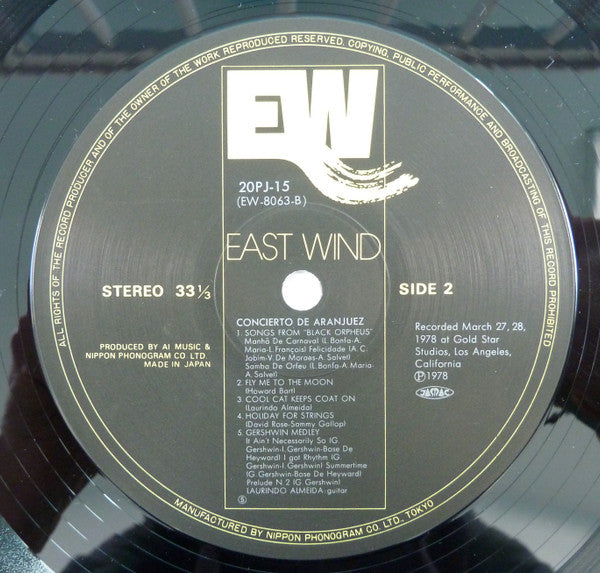 ALL RIGHTS OF THE RECORD PRODUCER AND OF THE OWNER OF THE WORK REPRODUCED RESERVED. COPYING, PUBLIC PERFORMANCE AND BROADCASTING OF THIS RECORD PROHIBITED
EW
20PJ-15
(EW-8063-B)
EAST WIND
STEREO 33 1/3
SIDE 2
CONCIERTO DE ARANJUEZ
1. SONGS FROM "BLACK ORPHEUS"
Manhã De Carnaval (L.Bonfa-A.
Maria-I. François) Felicidade (A.C.
Jobim-V. De Moraes-A. Salvet)
Samba De Orfeu (L. Bonfa-A. Maria-
A. Salvet)
2. FLY ME TO THE MOON
(Howard Bart)
3. COOL CAT KEEPS COAT ON
(Laurindo Almeida)
4. HOLIDAY FOR STRINGS
(David Rose-Sammy Gallop)
5. GERSHWIN MEDLEY
It Ain't Necessarily So (G.
Gershwin-I.Gershwin-Bose De
Heyward) I got Rhythm (G.
Gershwin-I.Gershwin) Summertime
(G.Gershwin-Bose De Heyward)
Prelude N.2 (G.Gershwin)
LAURINDO ALMEIDA:guitar
Ⓢ
PRODUCED BY AI MUSIC &
NIPPON PHONOGRAM CO LTD.
MADE IN JAPAN
Recorded March 27, 28,
1978 at Gold Star
Studios, Los Angeles,
California
Ⓟ1978
JASRAC
MANUFACTURED BY NIPPON PHONOGRAM CO. LTD., TOKYO